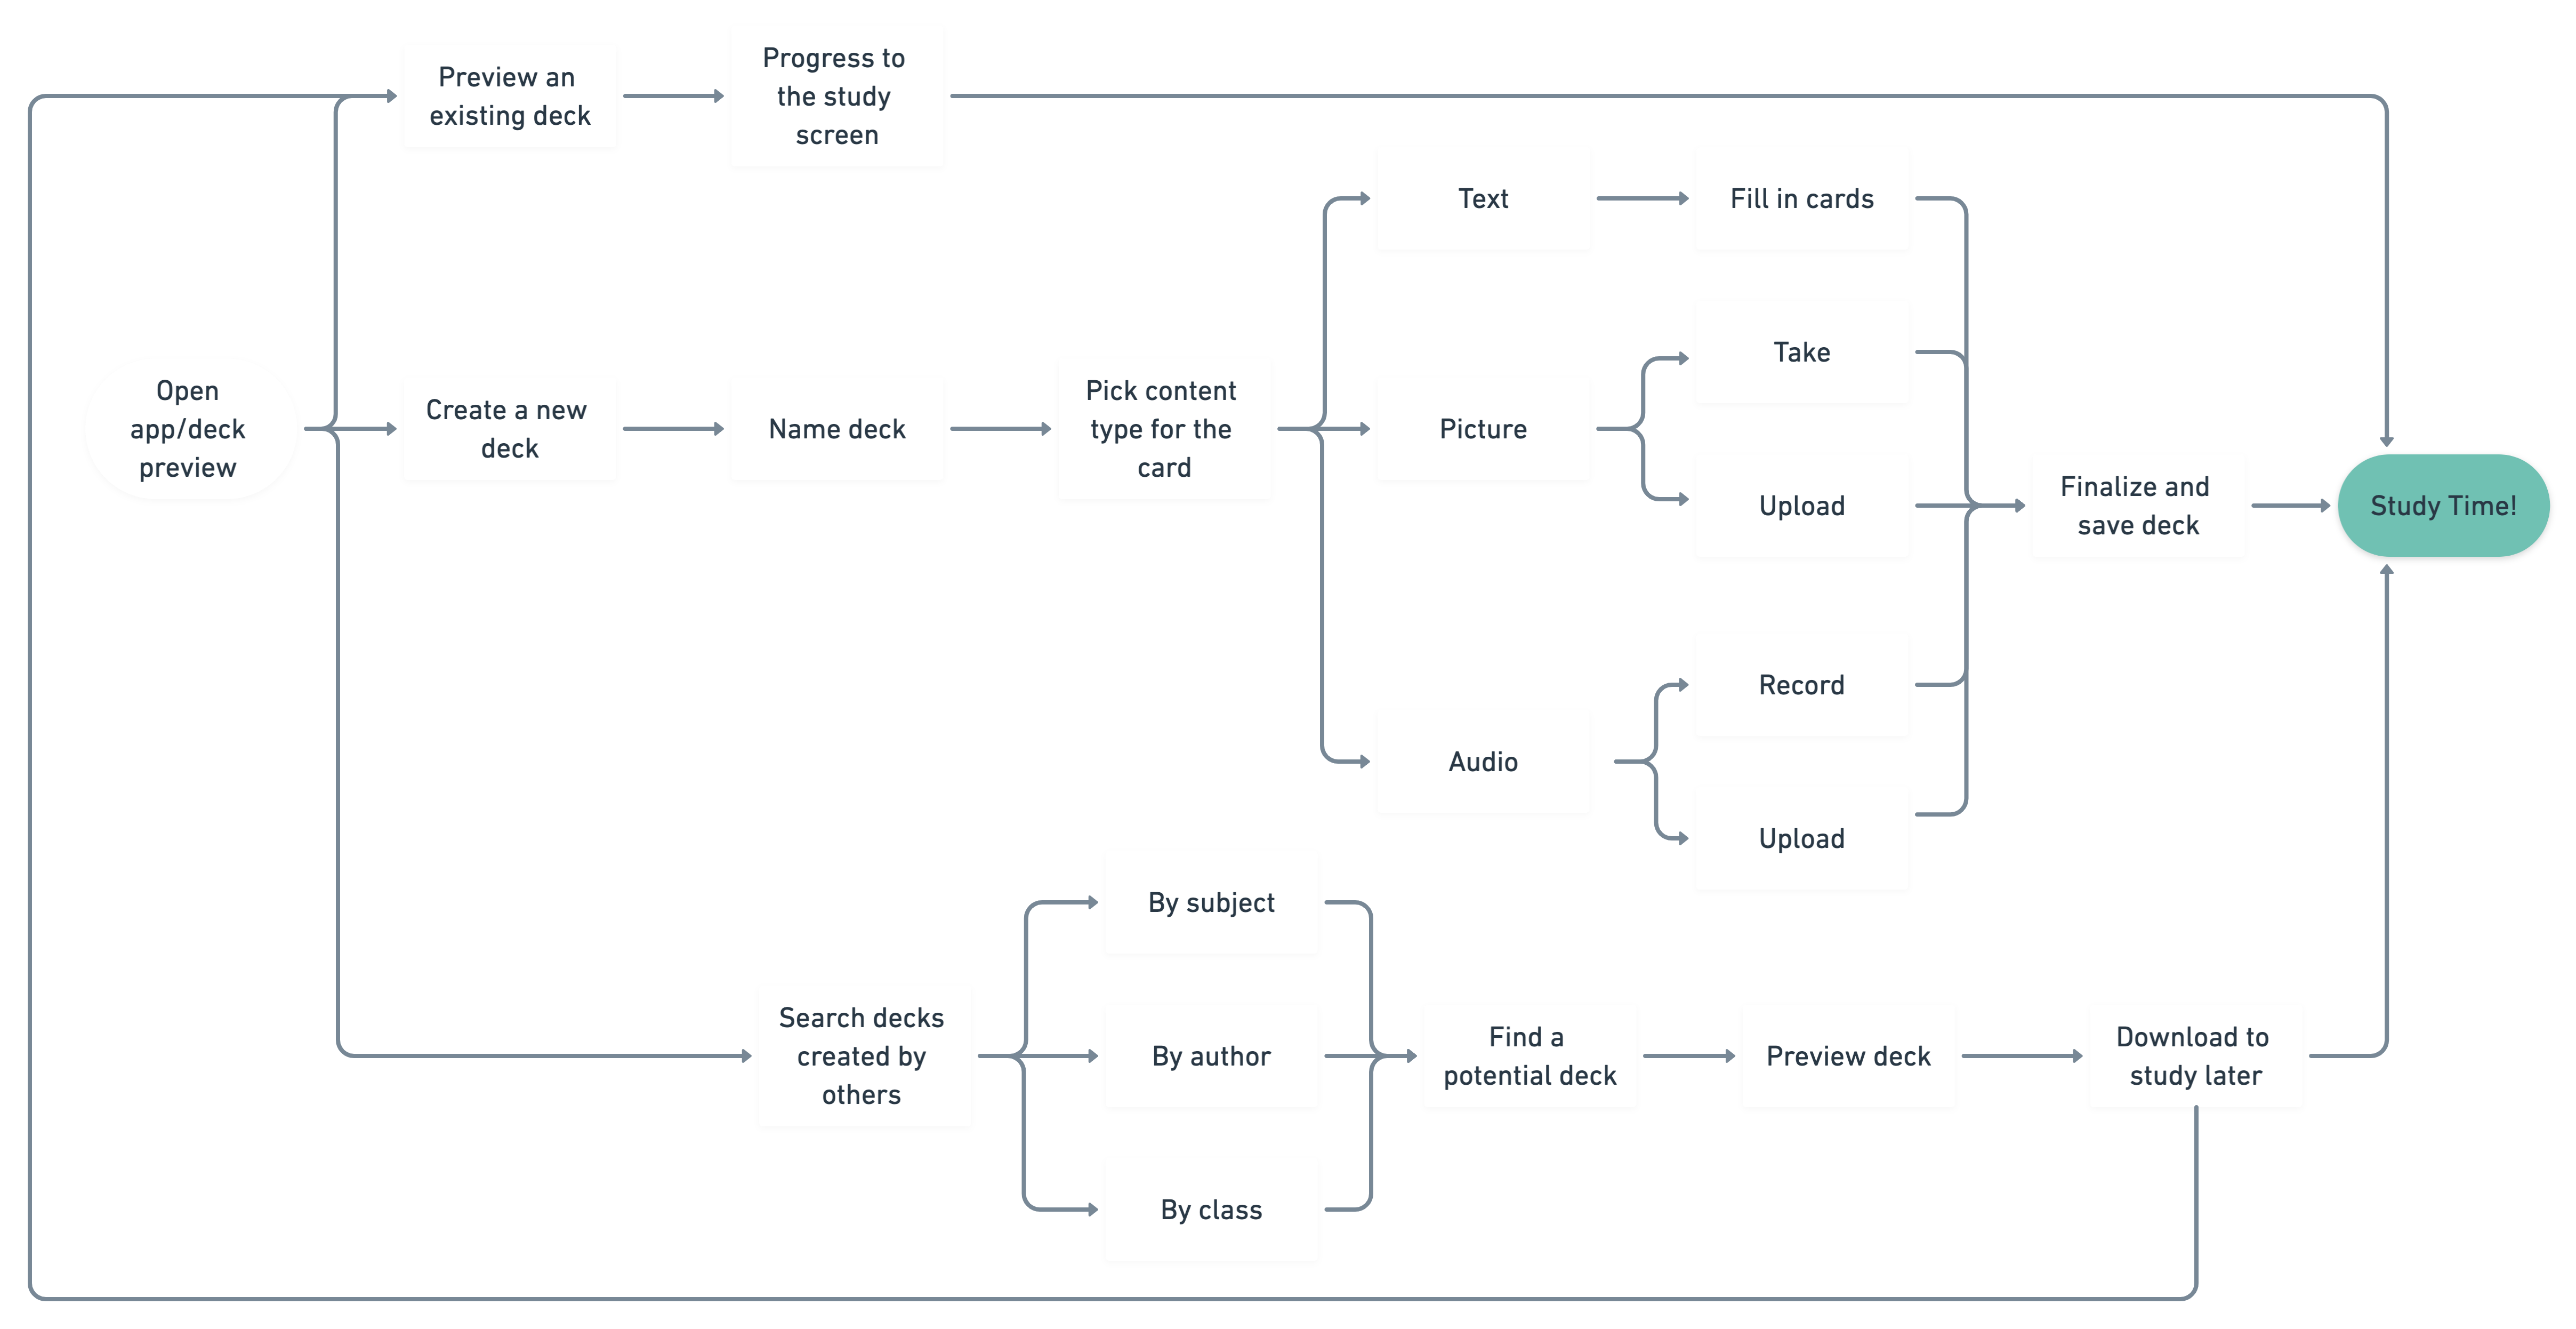 Preview an
existing deck
Progress to
the study
screen
Text
Fill in cards
Take
Open
app/deck
preview
Create a new
deck
Name deck
Pick content
type for the
card
Picture
Upload
Finalize and
save deck
Study Time!
Record
Audio
Upload
By subject
Search decks
created by
others
By author
Find a
potential deck
Preview deck
Download to
study later
By class